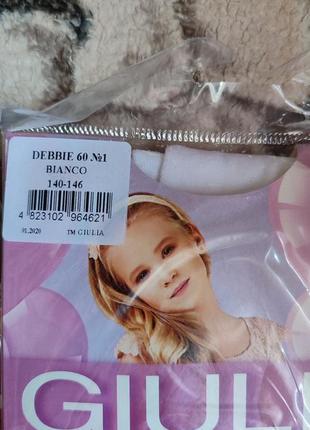 DEBBIE 60 №1
BIANCO
140-146
4 823102 964621
01.2020 ™ GIULIA
GIULI